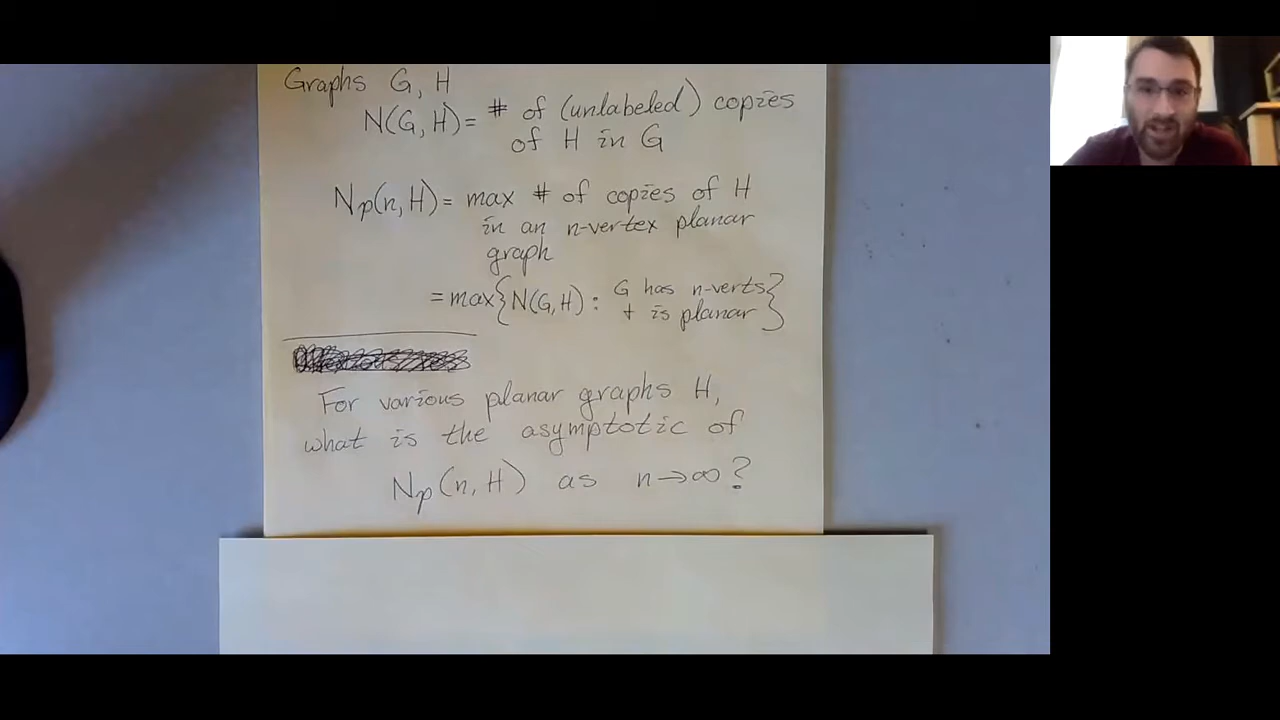 Graphs G, H
N(G, H) = # of (unlabeled) copies
of H in G
Np(n, H) = max # of copies of H
in an n-vertex planar
graph
= max{N(G, H) : G has n-verts
+ is planar}
For various planar graphs H,
what is the asymptotic of
Np(n, H) as n→∞?